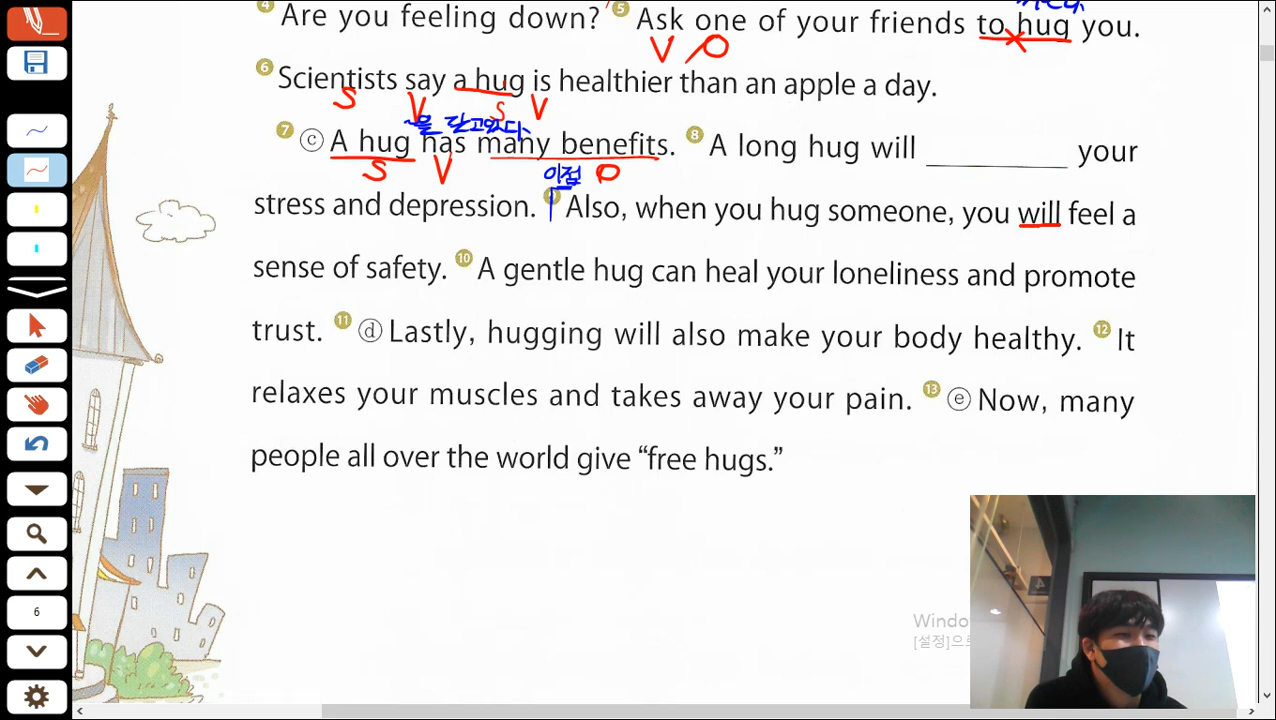 ④ Are you feeling down? ⑤ Ask one of your friends to hug you.
V O
⑥ Scientists say a hug is healthier than an apple a day.
S V S V
을 갖고있다
⑦ ⓒ A hug has many benefits. ⑧ A long hug will ____________ your
S V 이점 O
stress and depression. Also, when you hug someone, you will feel a
sense of safety. ⑩ A gentle hug can heal your loneliness and promote
trust. ⑪ ⓓ Lastly, hugging will also make your body healthy. ⑫ It
relaxes your muscles and takes away your pain. ⑬ ⓔ Now, many
people all over the world give “free hugs.”
6
4
Windo
[설정]으